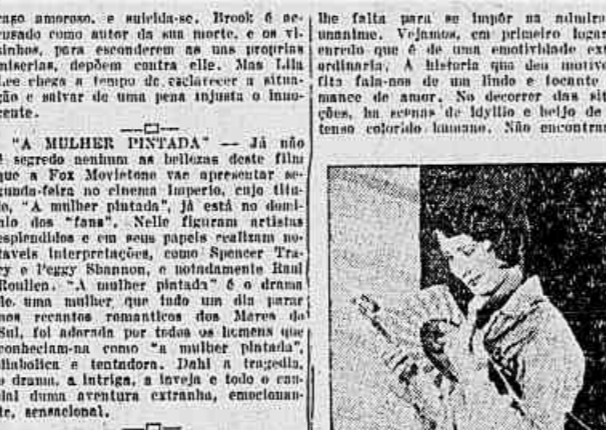 caso amoroso, e suicida-se. Brook é ac-
cusado como autor da sua morte, e os vi-
sinhos, para esconderem as uas proprias
miserias, depõem contra elle. Mas Lila
Lee chega a tempo de esclarecer a situa-
ção e salvar de uma pena injusta o inno-
cente.
"A MULHER PINTADA" — Já não
é segredo nenhum as bellezas deste film
que a Fox Movietone vae apresentar se-
gunda-feira no cinema Imperio, cujo titu-
lo, "A mulher pintada", já está no domi-
nio dos "fans". Nelle figuram artistas
esplendidos e em seus papeis realizam no-
taveis interpretações, como Spencer Tra-
cy e Peggy Shannon, e notadamente Raul
Roulien. "A mulher pintada" é o drama
de uma mulher, que indo um dia parar
nos recantos romanticos dos Mares do
Sul, foi adorada por todos os homens que
conheciam-na como "a mulher pintada",
diabolica e tentadora. Dahi a tragedia,
o drama, a intriga, a inveja e todo o cau-
dal duma aventura extranha, emocionan-
te, sensacional.
lhe falta para se impôr na admira
unanime. Vejamos, em primeiro lugar
enredo que é de uma emotividade ex
ordinaria. A historia que deu motivo
fita fala-nos de um lindo e tocante
mance de amor. No decorrer das sit
ções, ha scenas de idyllio e beijo de
tenso colorido humano. Não encontra